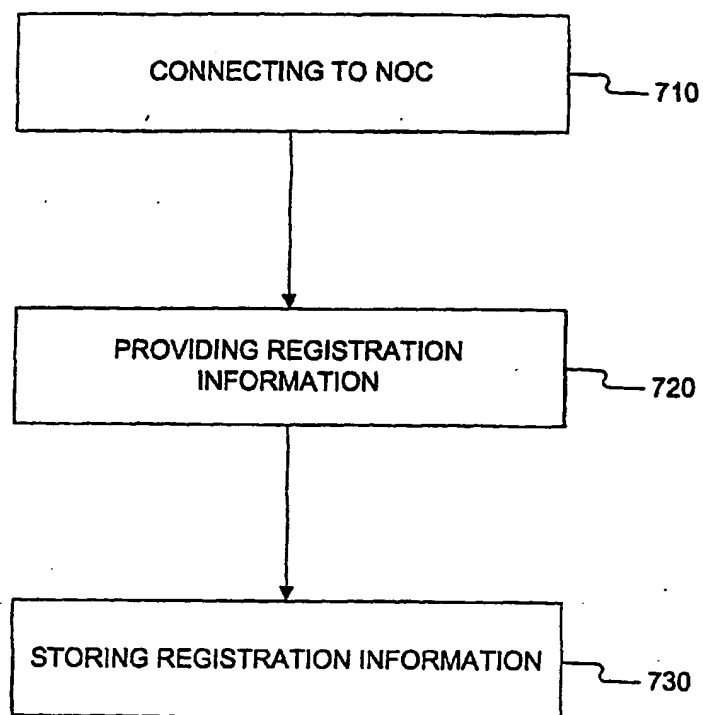 CONNECTING TO NOC
710
PROVIDING REGISTRATION
INFORMATION
720
STORING REGISTRATION INFORMATION
730